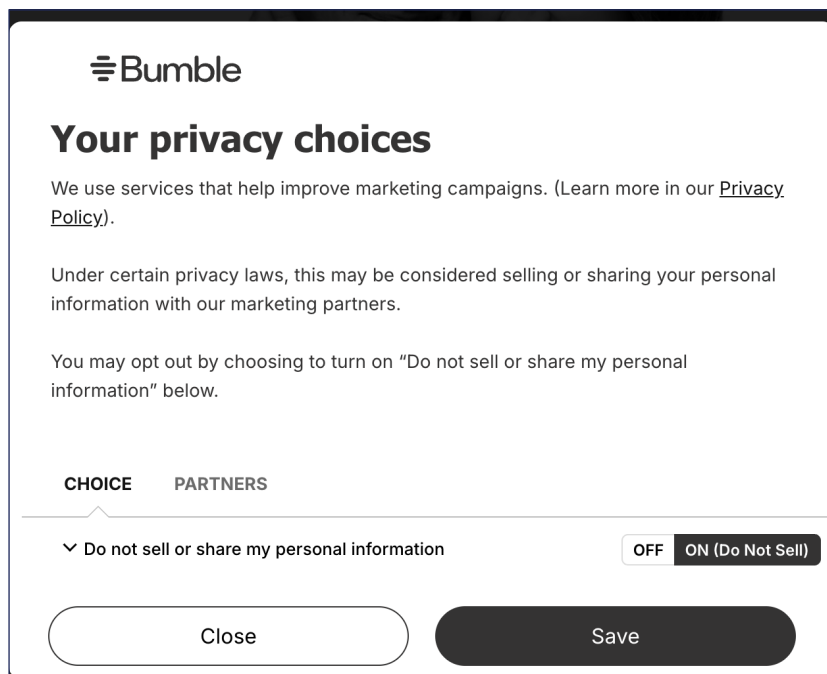 Bumble
Your privacy choices
We use services that help improve marketing campaigns. (Learn more in our Privacy
Policy).
Under certain privacy laws, this may be considered selling or sharing your personal
information with our marketing partners.
You may opt out by choosing to turn on “Do not sell or share my personal
information” below.
CHOICE PARTNERS
Do not sell or share my personal information OFF ON (Do Not Sell)
Close Save